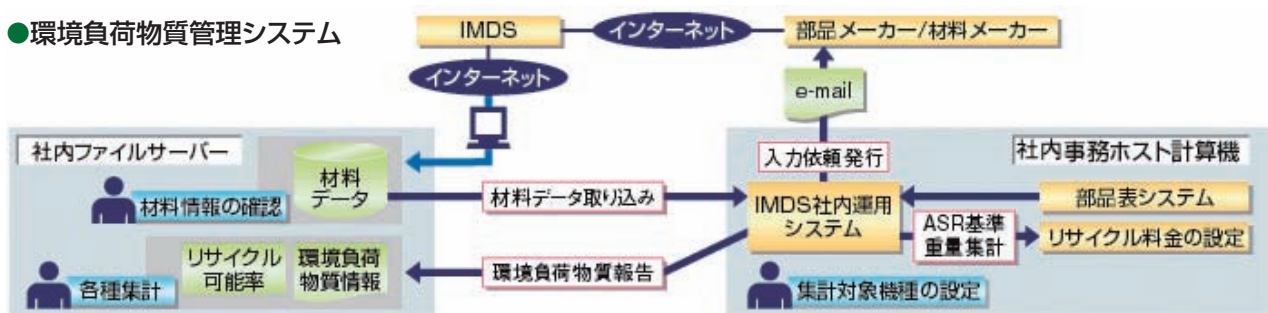 ●環境負荷物質管理システム
IMDS
インターネット
部品メーカー/材料メーカー
インターネット
e-mail
社内ファイルサーバー
社内事務ホスト計算機
入力依頼発行
材料
データ
材料情報の確認
材料データ取り込み
IMDS社内運用
システム
部品表システム
ASR基準
重量集計
リサイクル料金の設定
リサイクル
可能率
環境負荷
物質情報
環境負荷物質報告
各種集計
集計対象機種の設定